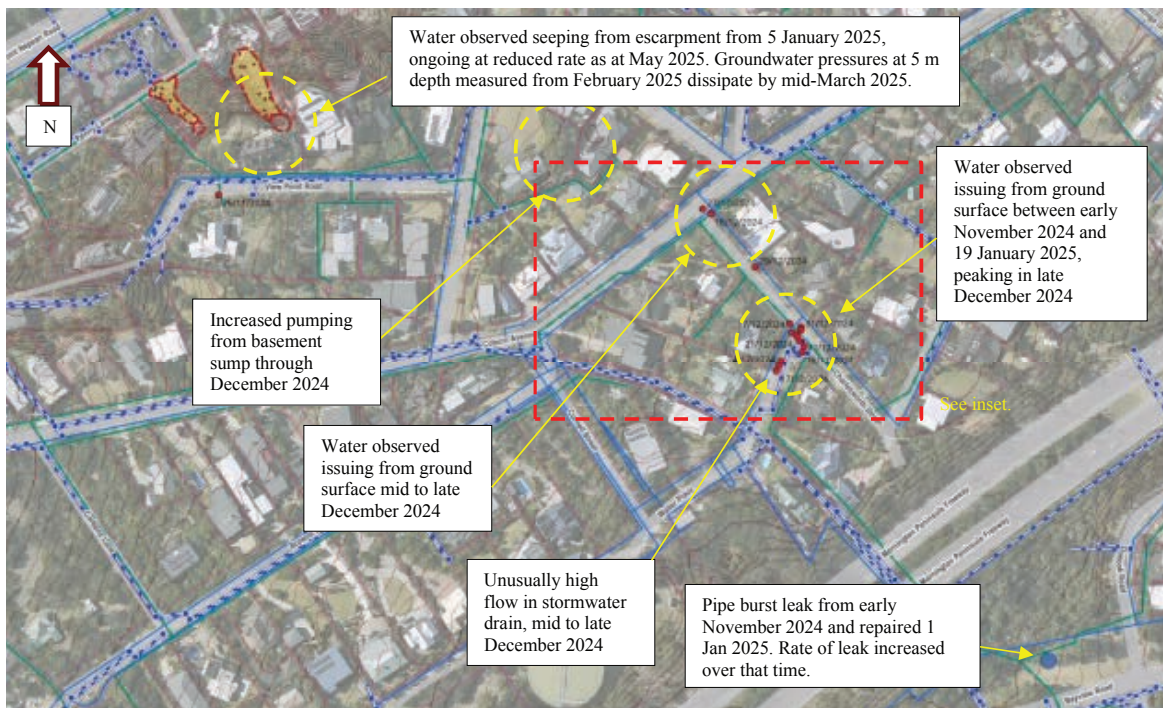 Water observed seeping from escarpment from 5 January 2025,
ongoing at reduced rate as at May 2025. Groundwater pressures at 5 m
depth measured from February 2025 dissipate by mid-March 2025.
N
Water observed
issuing from ground
surface between early
November 2024 and
19 January 2025,
peaking in late
December 2024
View Point Road
Increased pumping
from basement
sump through
December 2024
See inset.
Water observed
issuing from ground
surface mid to late
December 2024
Mornington Peninsula Freeway
Mornington Peninsula Freeway
Unusually high
flow in stormwater
drain, mid to late
December 2024
Pipe burst leak from early
November 2024 and repaired 1
Jan 2025. Rate of leak increased
over that time.
Bayview Road